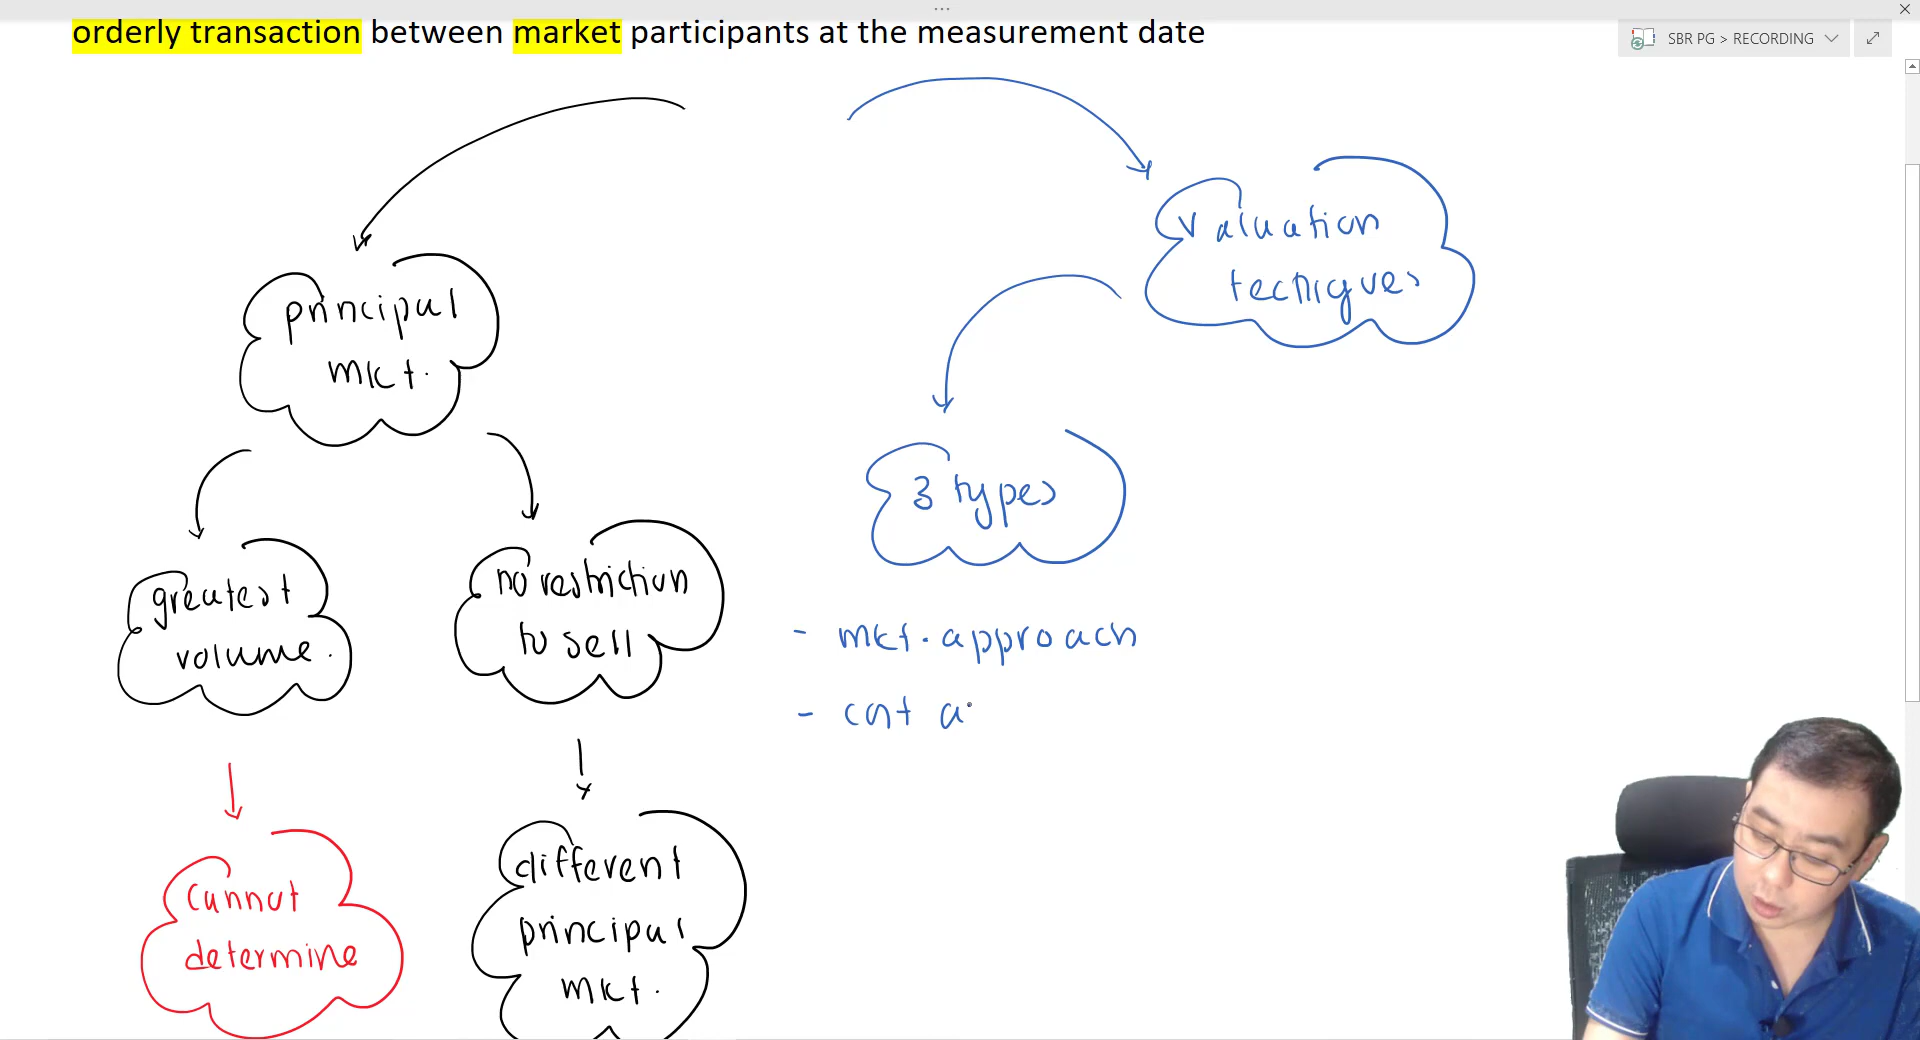 orderly transaction between market participants at the measurement date
SBR PG > RECORDING
principal
mkt.
greatest
volume.
cannot
determine
no restriction
to sell
different
principal
mkt.
valuation
technigves
3 types
- mkt. approach
- cost a